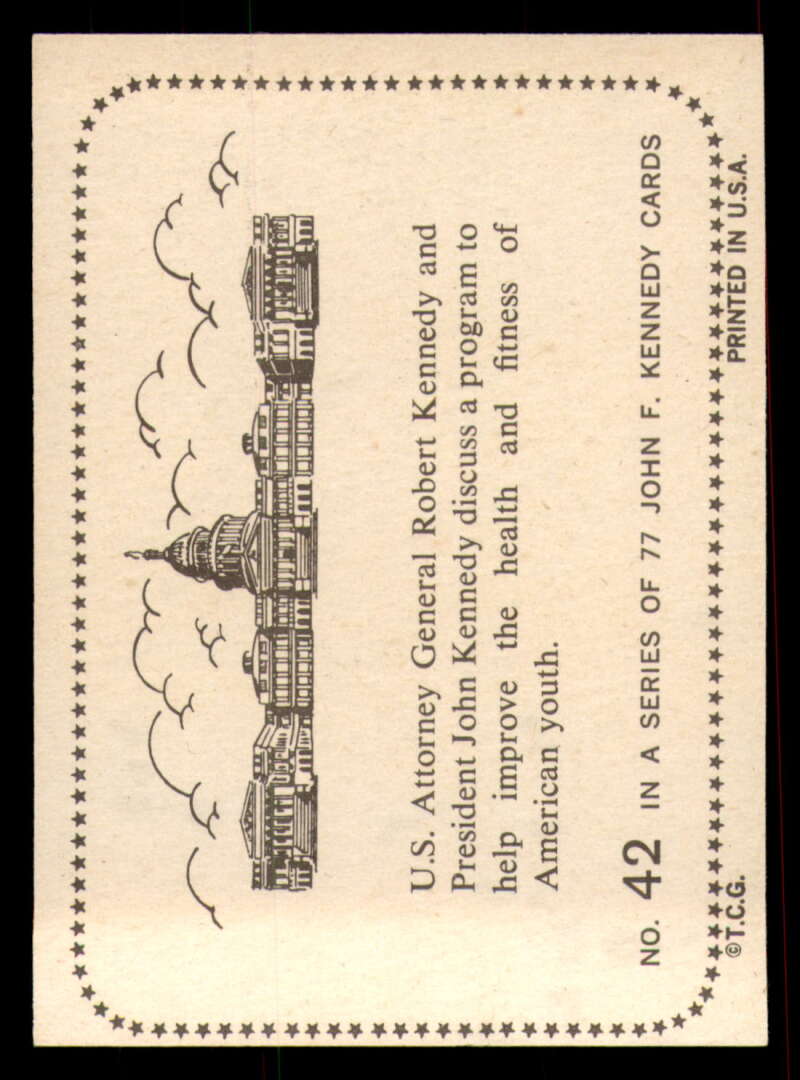 U.S. Attorney General Robert Kennedy and
President John Kennedy discuss a program to
help improve the health and fitness of
American youth.
NO. 42 IN A SERIES OF 77 JOHN F. KENNEDY CARDS
©T.C.G. PRINTED IN U.S.A.